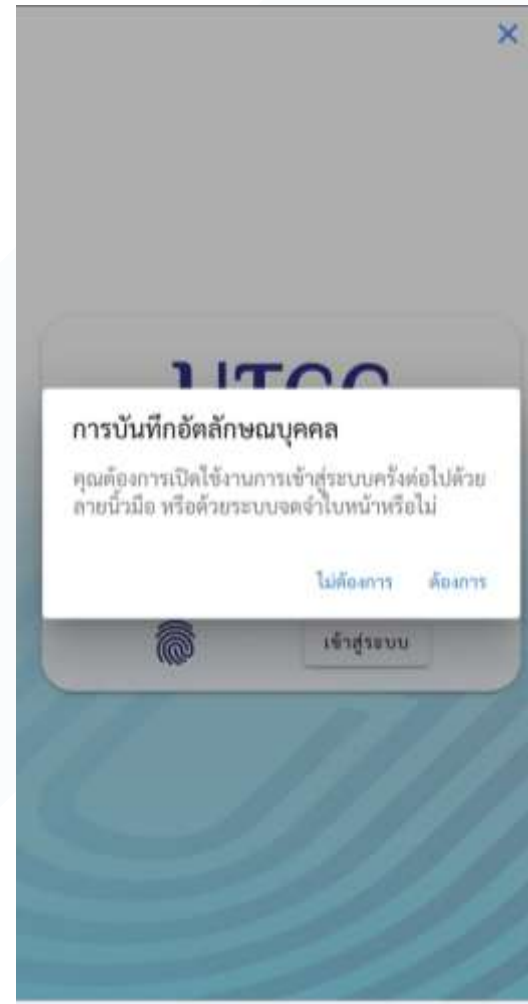 UTCC
การบันทึกอัตลักษณบุคคล
คุณต้องการเปิดใช้งานการเข้าสู่ระบบครั้งต่อไปด้วย
ลายนิ้วมือ หรือด้วยระบบจดจำใบหน้าหรือไม่
ไม่ต้องการ ต้องการ
เข้าสู่ระบบ